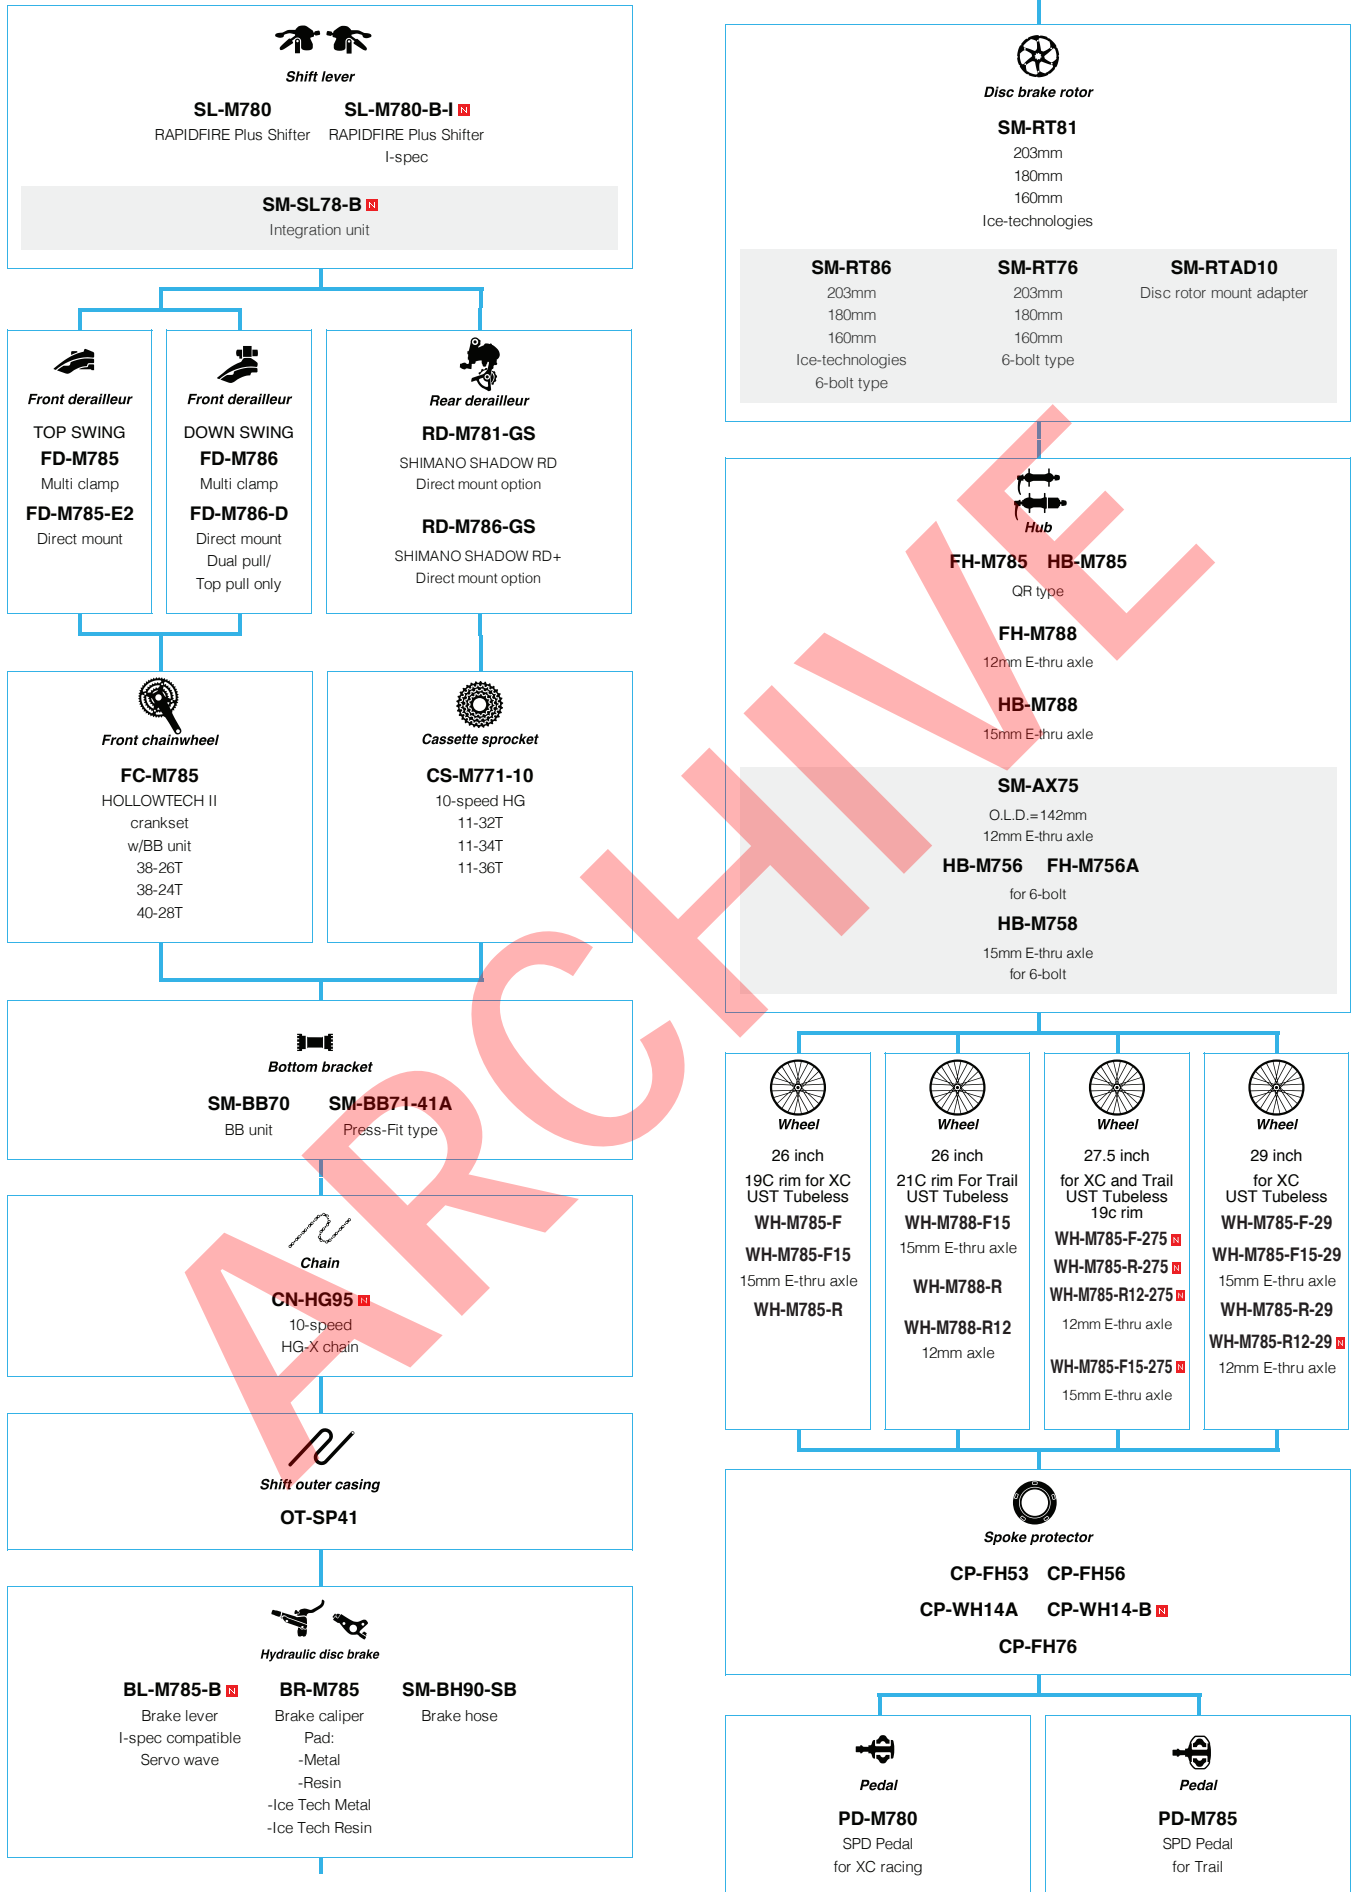 Shift lever
SL-M780 SL-M780-B-I N
RAPIDFIRE Plus Shifter RAPIDFIRE Plus Shifter
I-spec
SM-SL78-B N
Integration unit
Front derailleur
TOP SWING
FD-M785
Multi clamp
FD-M785-E2
Direct mount
Front derailleur
DOWN SWING
FD-M786
Multi clamp
FD-M786-D
Direct mount
Dual pull/
Top pull only
Rear derailleur
RD-M781-GS
SHIMANO SHADOW RD
Direct mount option
RD-M786-GS
SHIMANO SHADOW RD+
Direct mount option
Front chainwheel
FC-M785
HOLLOWTECH II
crankset
w/BB unit
38-26T
38-24T
40-28T
Cassette sprocket
CS-M771-10
10-speed HG
11-32T
11-34T
11-36T
Bottom bracket
SM-BB70 SM-BB71-41A
BB unit Press-Fit type
Chain
CN-HG95 N
10-speed
HG-X chain
Shift outer casing
OT-SP41
Hydraulic disc brake
BL-M785-B N BR-M785 SM-BH90-SB
Brake lever Brake caliper Brake hose
I-spec compatible Pad:
Servo wave -Metal
-Resin
-Ice Tech Metal
-Ice Tech Resin
Disc brake rotor
SM-RT81
203mm
180mm
160mm
Ice-technologies
SM-RT86 SM-RT76 SM-RTAD10
203mm 203mm Disc rotor mount adapter
180mm 180mm
160mm 160mm
Ice-technologies 6-bolt type
6-bolt type
Hub
FH-M785 HB-M785
QR type
FH-M788
12mm E-thru axle
HB-M788
15mm E-thru axle
SM-AX75
O.L.D.=142mm
12mm E-thru axle
HB-M756 FH-M756A
for 6-bolt
HB-M758
15mm E-thru axle
for 6-bolt
Wheel
26 inch
19C rim for XC
UST Tubeless
WH-M785-F
WH-M785-F15
15mm E-thru axle
WH-M785-R
Wheel
26 inch
21C rim For Trail
UST Tubeless
WH-M788-F15
15mm E-thru axle
WH-M788-R
WH-M788-R12
12mm axle
Wheel
27.5 inch
for XC and Trail
UST Tubeless
19c rim
WH-M785-F-275 N
WH-M785-R-275 N
WH-M785-R12-275 N
12mm E-thru axle
WH-M785-F15-275 N
15mm E-thru axle
Wheel
29 inch
for XC
UST Tubeless
WH-M785-F-29
WH-M785-F15-29
15mm E-thru axle
WH-M785-R-29
WH-M785-R12-29 N
12mm E-thru axle
Spoke protector
CP-FH53 CP-FH56
CP-WH14A CP-WH14-B N
CP-FH76
Pedal
PD-M780
SPD Pedal
for XC racing
Pedal
PD-M785
SPD Pedal
for Trail
ARCHIVE